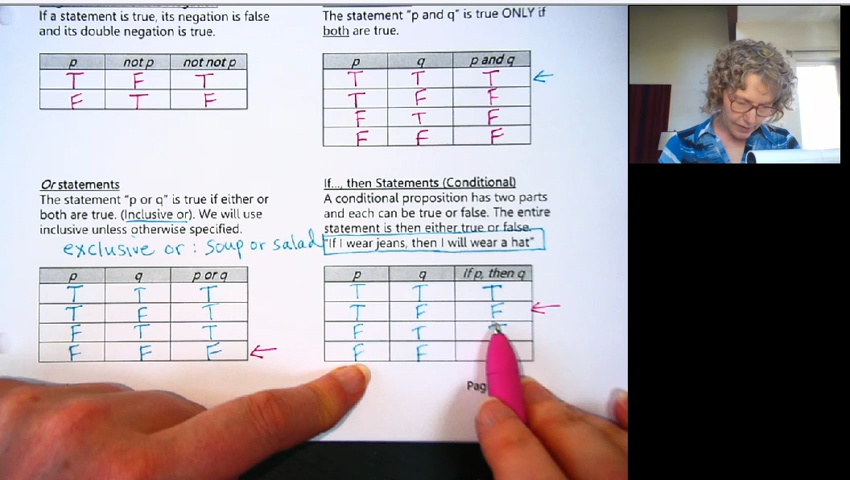 If a statement is true, its negation is false
and its double negation is true.
p not p not not p
T F T
F T F
The statement "p and q" is true ONLY if
both are true.
p q p and q
T T T
T F F
F T F
F F F
Or statements
The statement "p or q" is true if either or
both are true. (Inclusive or). We will use
inclusive unless otherwise specified.
exclusive or : soup or salad
p q p or q
T T T
T F T
F T T
F F F
If..., then Statements (Conditional)
A conditional proposition has two parts
and each can be true or false. The entire
statement is then either true or false.
"If I wear jeans, then I will wear a hat"
p q If p, then q
T T T
T F F
F T T
F F
Pag